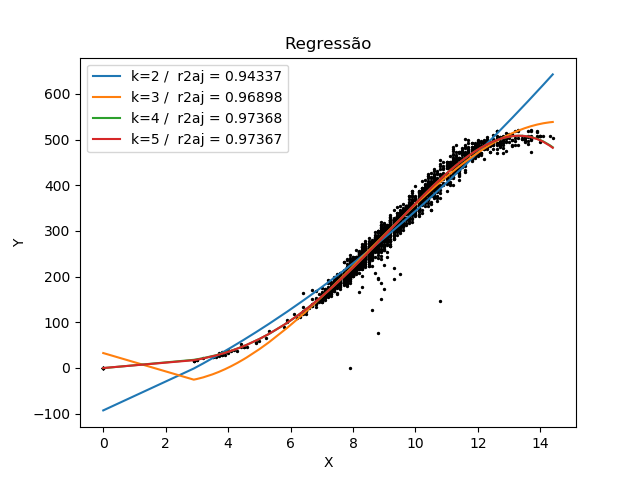 Regressão
k=2 /  r2aj = 0.94337
k=3 /  r2aj = 0.96898
k=4 /  r2aj = 0.97368
k=5 /  r2aj = 0.97367
600
500
400
300
200
100
0
−100
Y
0 2 4 6 8 10 12 14
X